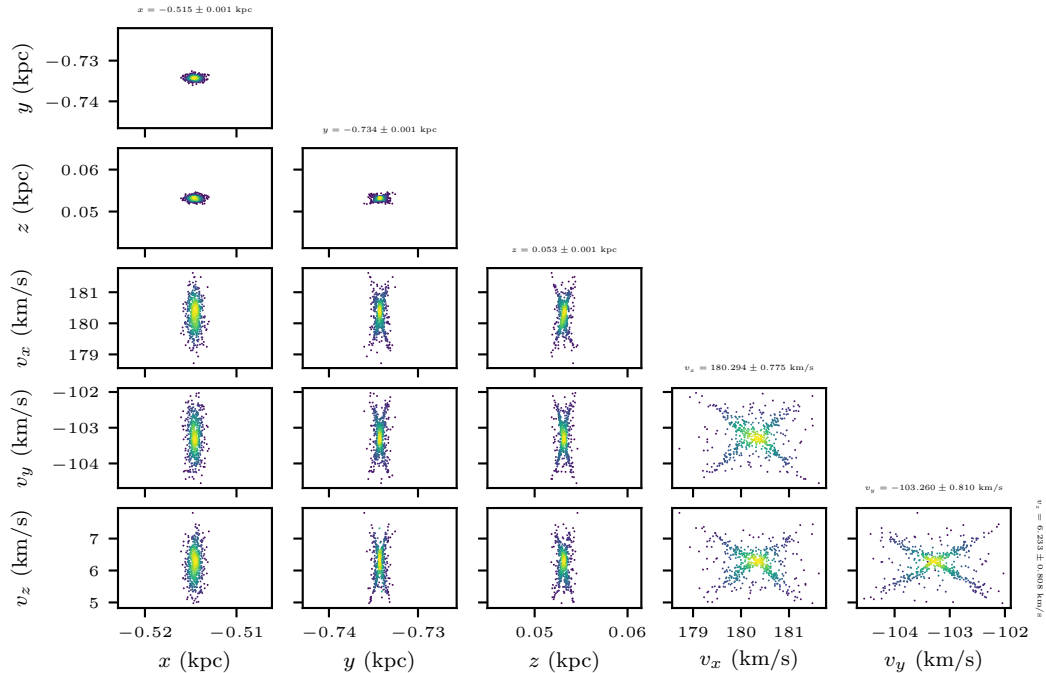 x = −0.515 ± 0.001 kpc
y (kpc)
−0.73
−0.74
y = −0.734 ± 0.001 kpc
z (kpc)
0.06
0.05
z = 0.053 ± 0.001 kpc
v_x (km/s)
181
180
179
v_x = 180.294 ± 0.775 km/s
v_y (km/s)
−102
−103
−104
v_y = −103.260 ± 0.810 km/s
v_z (km/s)
7
6
5
v_z = 6.233 ± 0.808 km/s
−0.52 −0.51 −0.74 −0.73 0.05 0.06 179 180 181 −104 −103 −102
x (kpc) y (kpc) z (kpc) v_x (km/s) v_y (km/s)